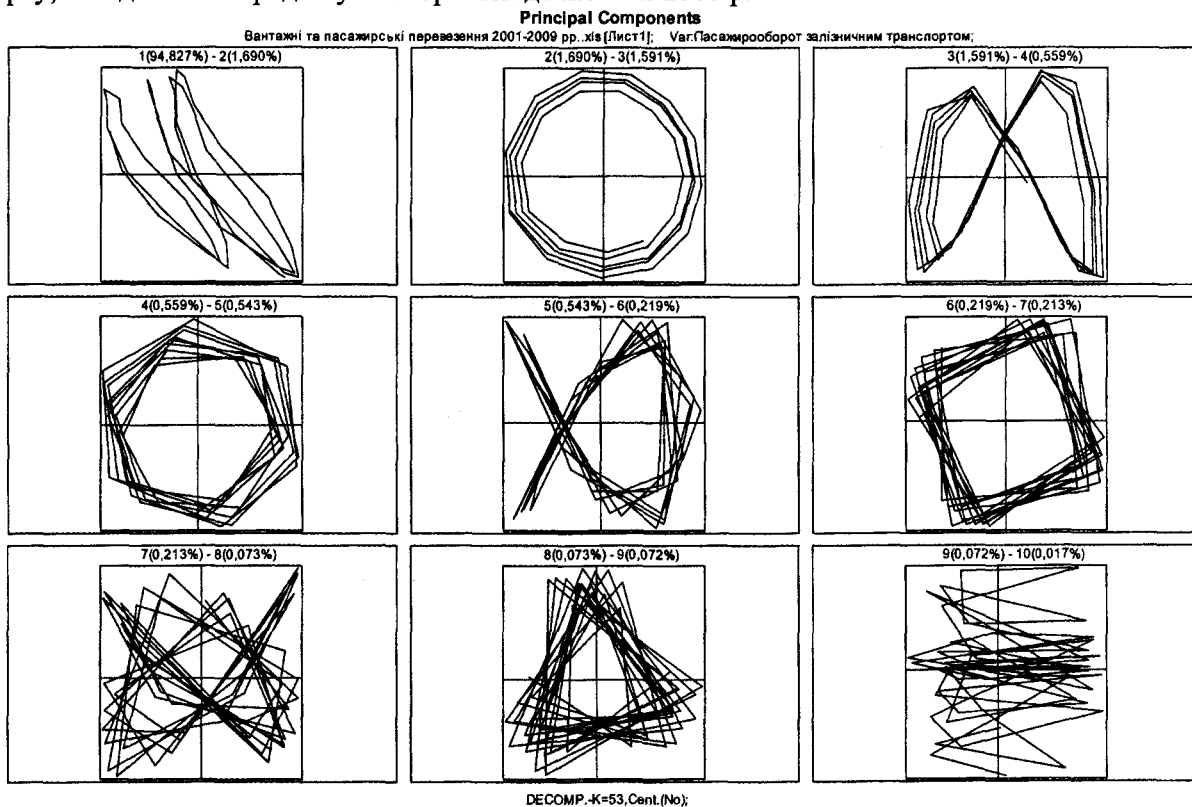 Principal Components
Вантажні та пасажирські перевезення 2001-2009 рр..xls[Лист1]; Var:Пасажирооборот залізничним транспортом;
1(94,827%) - 2(1,690%)
2(1,690%) - 3(1,591%)
3(1,591%) - 4(0,559%)
4(0,559%) - 5(0,543%)
5(0,543%) - 6(0,219%)
6(0,219%) - 7(0,213%)
7(0,213%) - 8(0,073%)
8(0,073%) - 9(0,072%)
9(0,072%) - 10(0,017%)
DECOMP.-K=53,Cent.(No);